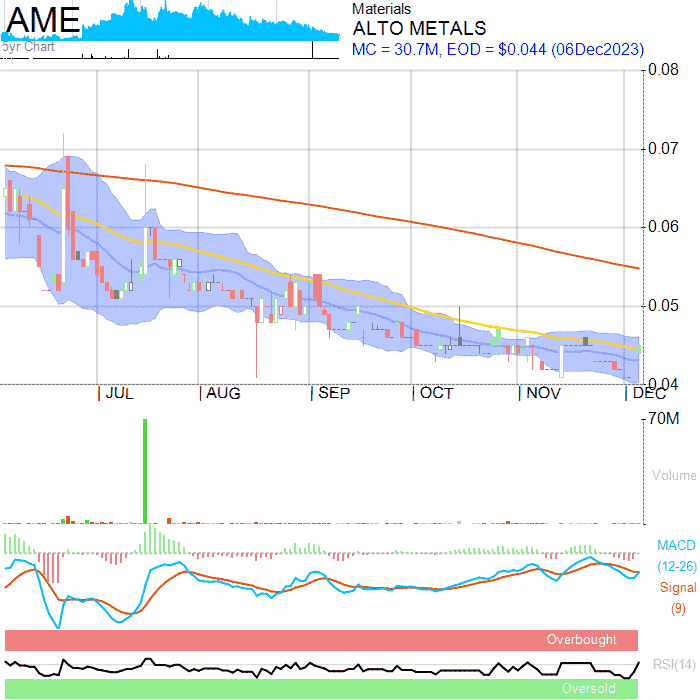 AME
5yr Chart
Materials
ALTO METALS
MC = 30.7M, EOD = $0.044 (06Dec2023)
0.08
0.07
0.06
0.05
0.04
JUL AUG SEP OCT NOV DEC
70M
Volume
MACD
(12-26)
Signal
(9)
Overbought
RSI(14)
Oversold